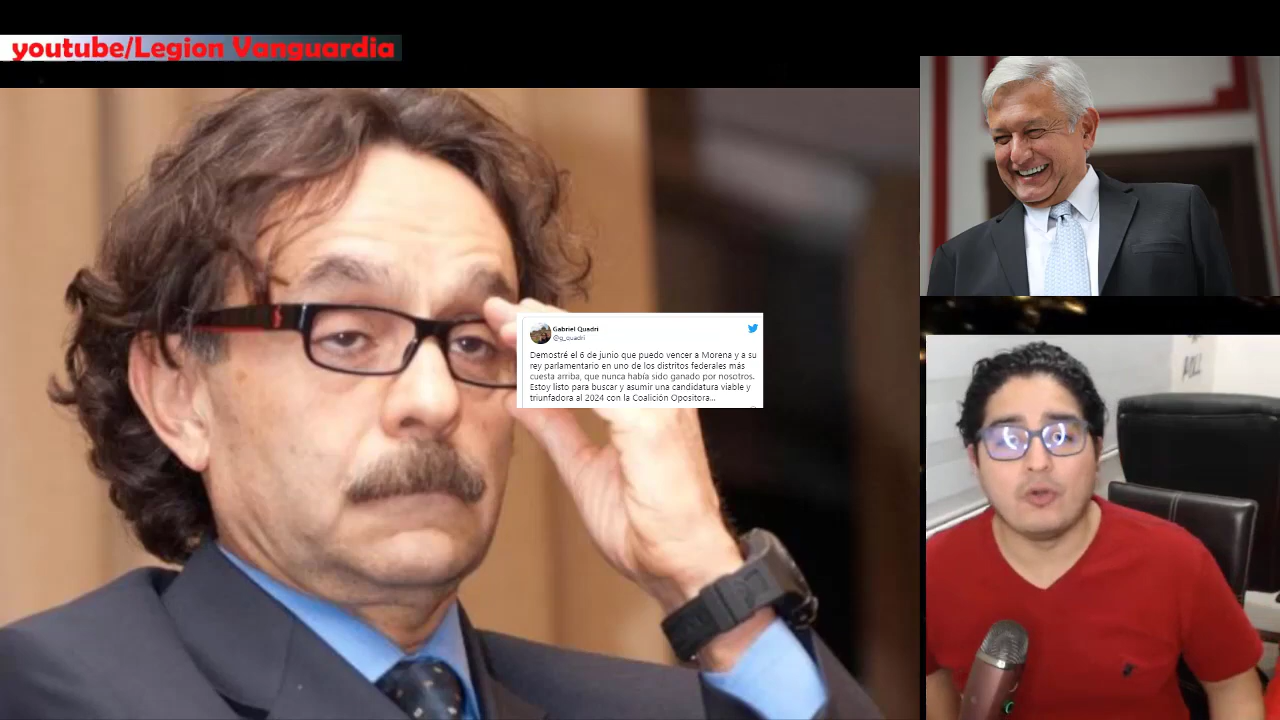 youtube/Legion Vanguardia
Gabriel Quadri
@g_quadri
Demostré el 6 de junio que puedo vencer a Morena y a su
rey parlamentario en uno de los distritos federales más
cuesta arriba, que nunca había sido ganado por nosotros.
Estoy listo para buscar y asumir una candidatura viable y
triunfadora al 2024 con la Coalición Opositora...